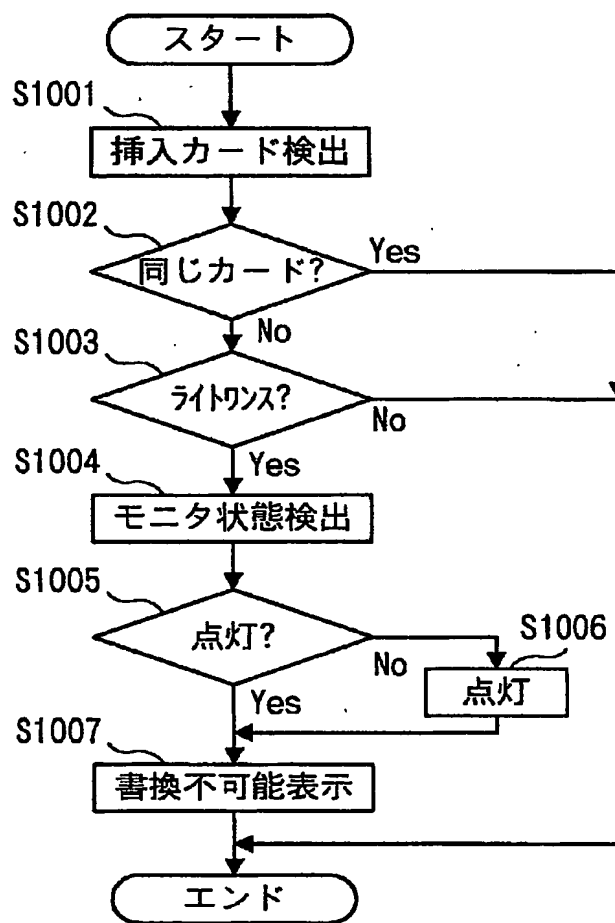 スタート
S1001
挿入カード検出
S1002
同じカード?
Yes
No
S1003
ライトワンス?
No
Yes
S1004
モニタ状態検出
S1005
点灯?
No
S1006
点灯
Yes
S1007
書換不可能表示
エンド